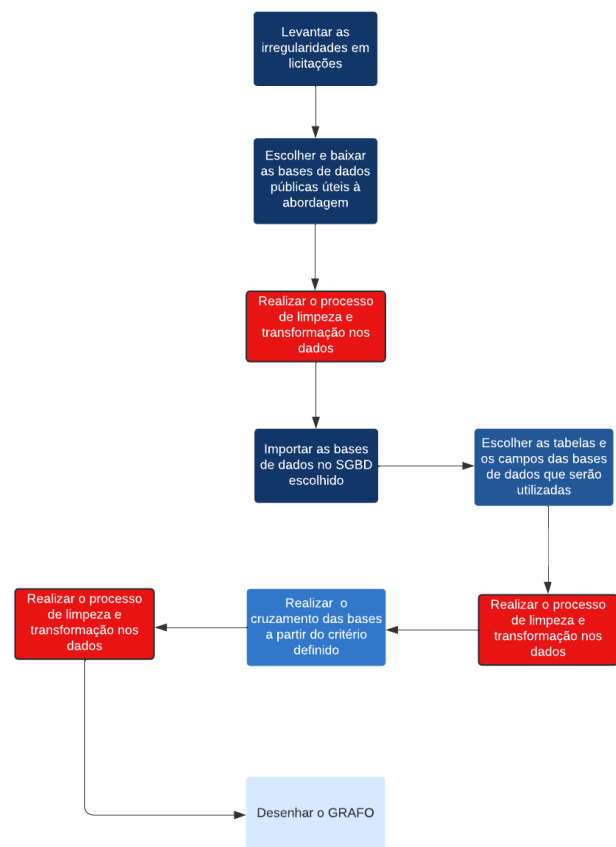 Levantar as
irregularidades em
licitações
Escolher e baixar
as bases de dados
públicas úteis à
abordagem
Realizar o processo
de limpeza e
transformação nos
dados
Importar as bases
de dados no SGBD
escolhido
Escolher as tabelas e
os campos das bases
de dados que serão
utilizadas
Realizar o processo
de limpeza e
transformação nos
dados
Realizar o
cruzamento das bases
a partir do critério
definido
Realizar o processo
de limpeza e
transformação nos
dados
Desenhar o GRAFO